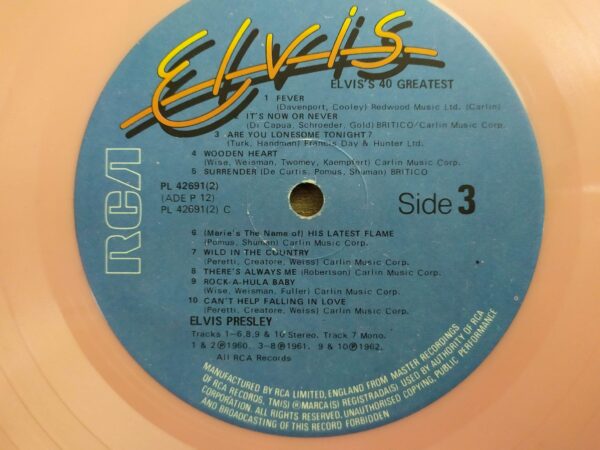 Elvis
ELVIS'S 40 GREATEST
1 FEVER
(Davenport, Cooley) Redwood Music Ltd. (Carlin)
IT'S NOW OR NEVER
(Di Capua, Schroeder, Gold) BRITICO/Carlin Music Corp.
3 ARE YOU LONESOME TONIGHT?
(Turk, Handman) Francis Day & Hunter Ltd.
4 WOODEN HEART
(Wise, Weisman, Twomey, Kaempfert) Carlin Music Corp.
5 SURRENDER (De Curtis, Pomus, Shuman) BRITICO
RCA
PL 42691(2)
(ADE P 12)
PL 42691(2) C
Side 3
6 (Marie's The Name of) HIS LATEST FLAME
(Pomus, Shuman) Carlin Music Corp.
7 WILD IN THE COUNTRY
(Peretti, Creatore, Weiss) Carlin Music Corp.
8 THERE'S ALWAYS ME (Robertson) Carlin Music Corp.
9 ROCK-A-HULA BABY
(Wise, Weisman, Fuller) Carlin Music Corp.
10 CAN'T HELP FALLING IN LOVE
(Peretti, Creatore, Weiss) Carlin Music Corp.
ELVIS PRESLEY
Tracks 1-6,8,9 & 10 Stereo. Track 7 Mono.
1 & 2 ℗1960. 3-8 ℗1961. 9 & 10 ℗1962.
All RCA Records
MANUFACTURED BY RCA LIMITED, ENGLAND FROM MASTER RECORDINGS
OF RCA RECORDS, TM(S) ® MARCA(S) REGISTRADA(S) USED BY AUTHORITY OF RCA
CORPORATION. ALL RIGHTS RESERVED. UNAUTHORISED COPYING, PUBLIC PERFORMANCE
AND BROADCASTING OF THIS RECORD FORBIDDEN